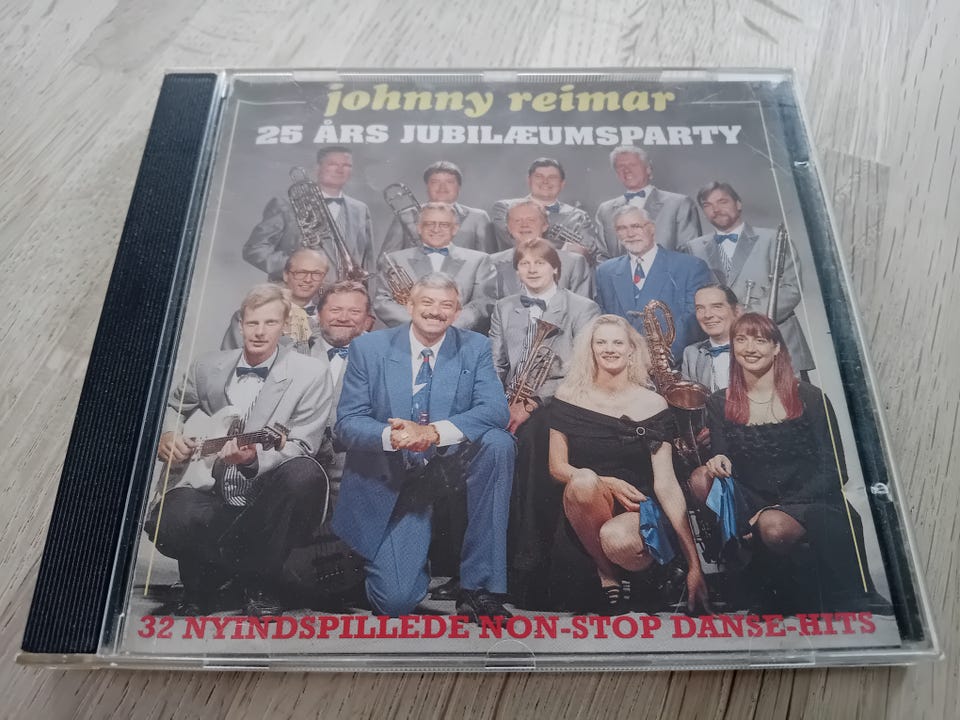 johnny reimar
25 ÅRS JUBILÆUMSPARTY
32 NYINDSPILLEDE NON-STOP DANSE-HITS